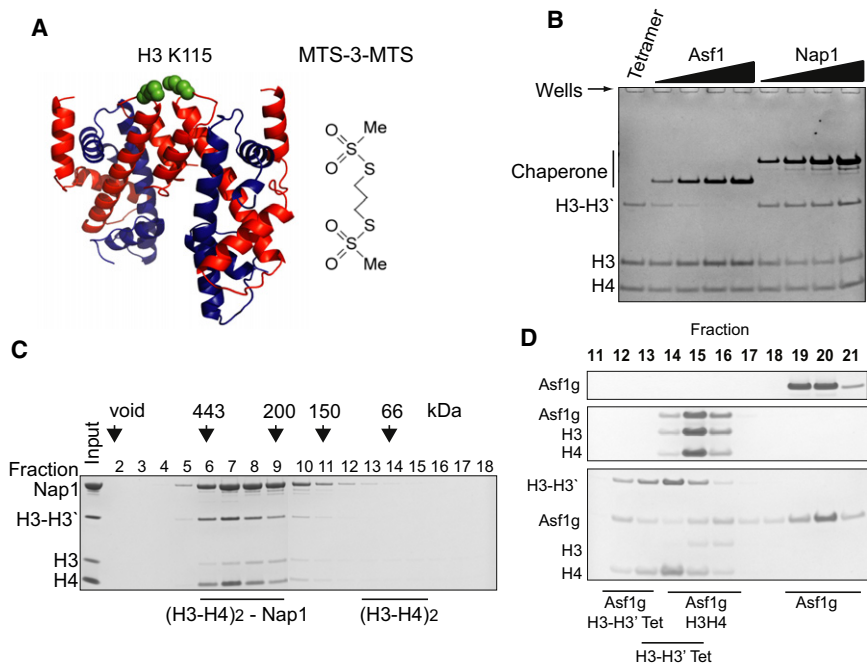 A
H3 K115
MTS-3-MTS
Me
O
S
O
S
S
O
S
O
Me
B
Tetramer
Asf1
Nap1
Wells
Chaperone
H3-H3`
H3
H4
C
void 443 200 150 66 kDa
Input
Fraction 2 3 4 5 6 7 8 9 10 11 12 13 14 15 16 17 18
Nap1
H3-H3`
H3
H4
(H3-H4)2 - Nap1
(H3-H4)2
D
Fraction
11 12 13 14 15 16 17 18 19 20 21
Asf1g
Asf1g
H3
H4
H3-H3`
Asf1g
H3
H4
Asf1g
H3-H3' Tet
Asf1g
H3H4
Asf1g
H3-H3' Tet